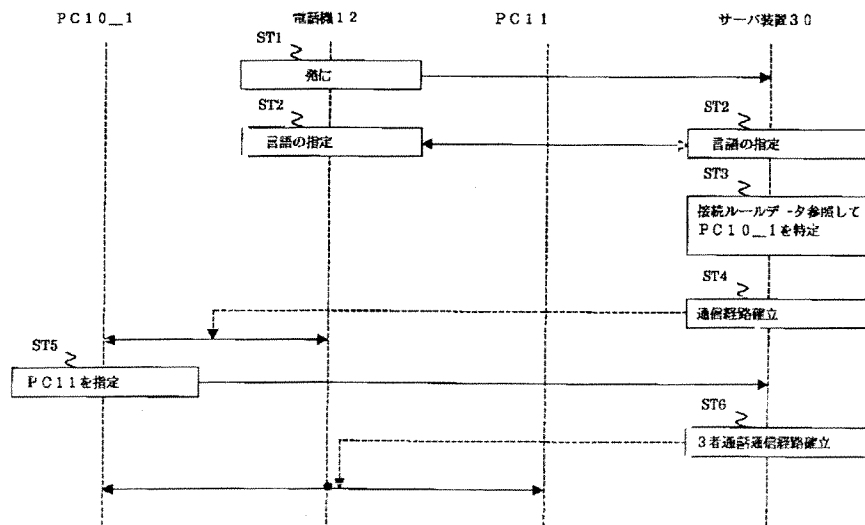 PC10_1
電話機12
PC11
サーバ装置30
ST1
発信
ST2
言語の指定
ST2
言語の指定
ST3
接続ルールデータ参照して
PC10_1を特定
ST4
通信経路確立
ST5
PC11を指定
ST6
3者通話通信経路確立